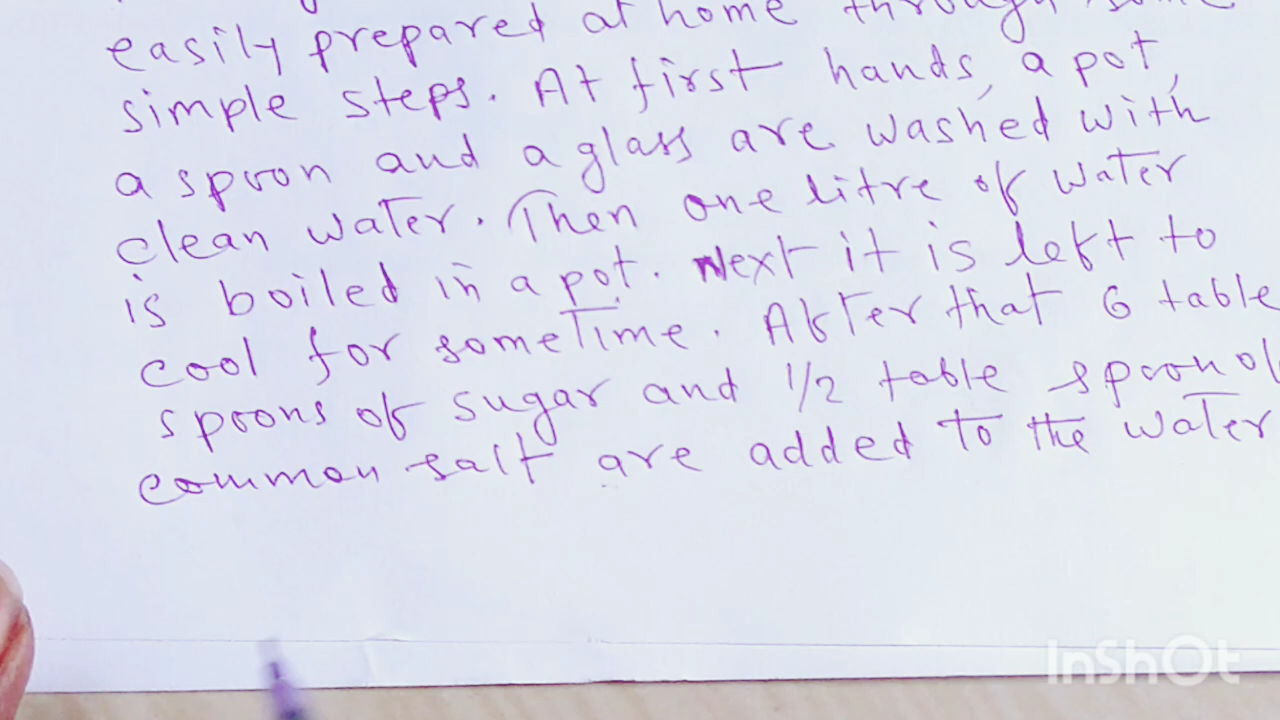 easily prepared at home through some
simple steps. At first hands, a pot,
a spoon and a glass are washed with
clean water. Then one litre of water
is boiled in a pot. Next it is left to
cool for sometime. After that 6 table
spoons of sugar and 1/2 table spoon of
common salt are added to the water
InShOt